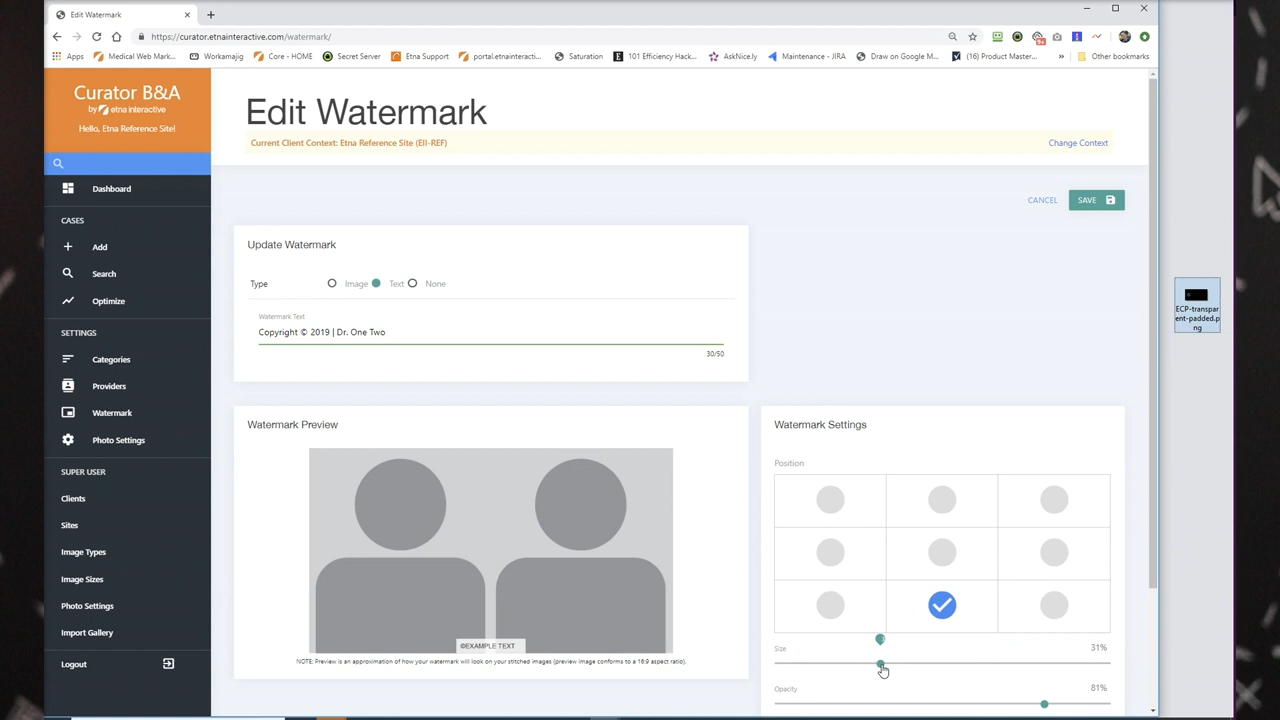 Edit Watermark
https://curator.etnainteractive.com/watermark/
Apps
Medical Web Mark...
Workamajig
Core - HOME
Secret Server
Etna Support
portal.etnainteracti...
Saturation
101 Efficiency Hack...
AskNice.ly
Maintenance - JIRA
Draw on Google M...
(16) Product Master...
»
Other bookmarks
Curator B&A
by etna interactive
Hello, Etna Reference Site!
Dashboard
CASES
Add
Search
Optimize
SETTINGS
Categories
Providers
Watermark
Photo Settings
SUPER USER
Clients
Sites
Image Types
Image Sizes
Photo Settings
Import Gallery
Logout
Edit Watermark
Current Client Context: Etna Reference Site (EII-REF)
Change Context
CANCEL
SAVE
Update Watermark
Type
Image
Text
None
Watermark Text
Copyright © 2019 | Dr. One Two
30/50
Watermark Preview
©EXAMPLE TEXT
NOTE: Preview is an approximation of how your watermark will look on your stitched images (preview image conforms to a 16:9 aspect ratio).
Watermark Settings
Position
Size
31%
Opacity
81%
ECP-transpar
ent-padded.p
ng